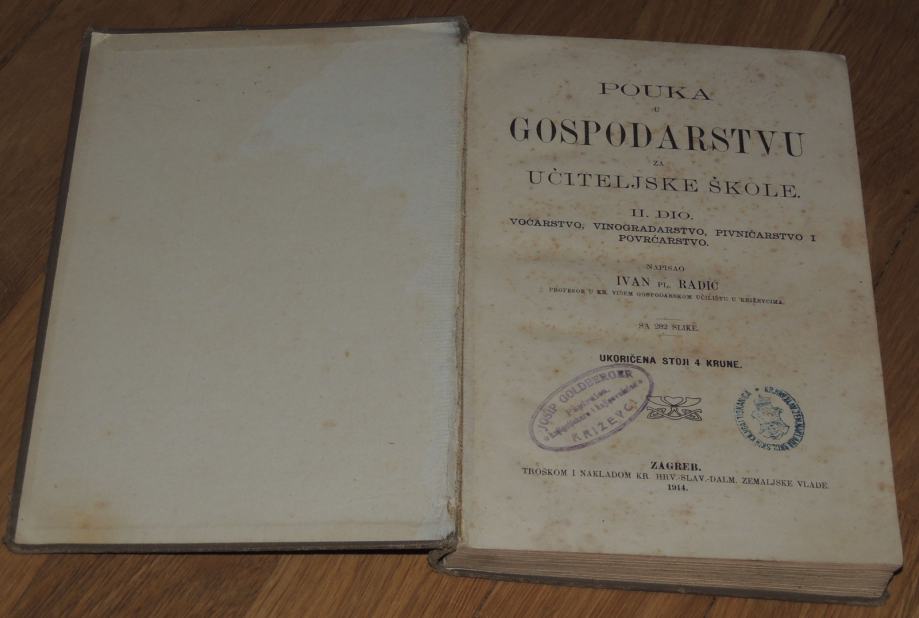 POUKA
U
GOSPODARSTVU
ZA
UČITELJSKE ŠKOLE.
II. DIO.
VOĆARSTVO, VINOGRADARSTVO, PIVNIČARSTVO I
POVRĆARSTVO.
NAPISAO
IVAN PL. RADIĆ
PROFESOR U KR. VIŠEM GOSPODARSKOM UČILIŠTU U KRIŽEVCIMA.
SA 282 SLIKE.
UKORIČENA STOJI 4 KRUNE.
JOSIP GOLDBERGER
KRIŽEVCI
ZAGREB.
TROŠKOM I NAKLADOM KR. HRV.-SLAV.-DALM. ZEMALJSKE VLADE.
1914.